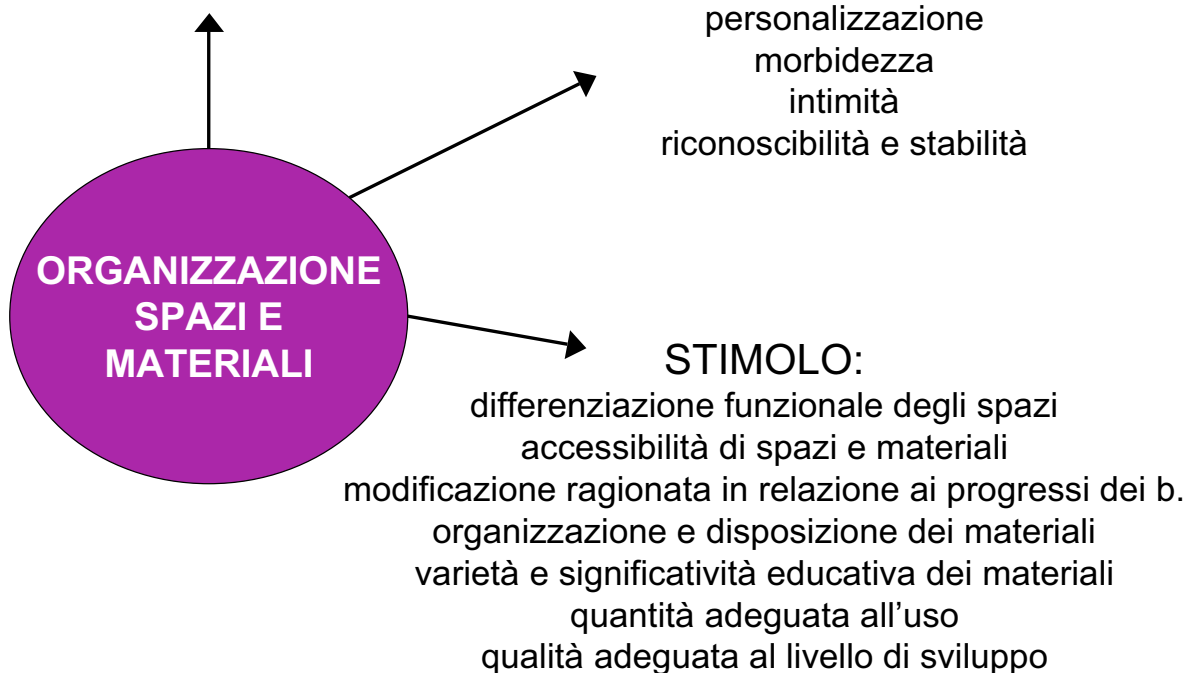 personalizzazione
morbidezza
intimità
riconoscibilità e stabilità
ORGANIZZAZIONE
SPAZI E
MATERIALI
STIMOLO:
differenziazione funzionale degli spazi
accessibilità di spazi e materiali
modificazione ragionata in relazione ai progressi dei b.
organizzazione e disposizione dei materiali
varietà e significatività educativa dei materiali
quantità adeguata all’uso
qualità adeguata al livello di sviluppo